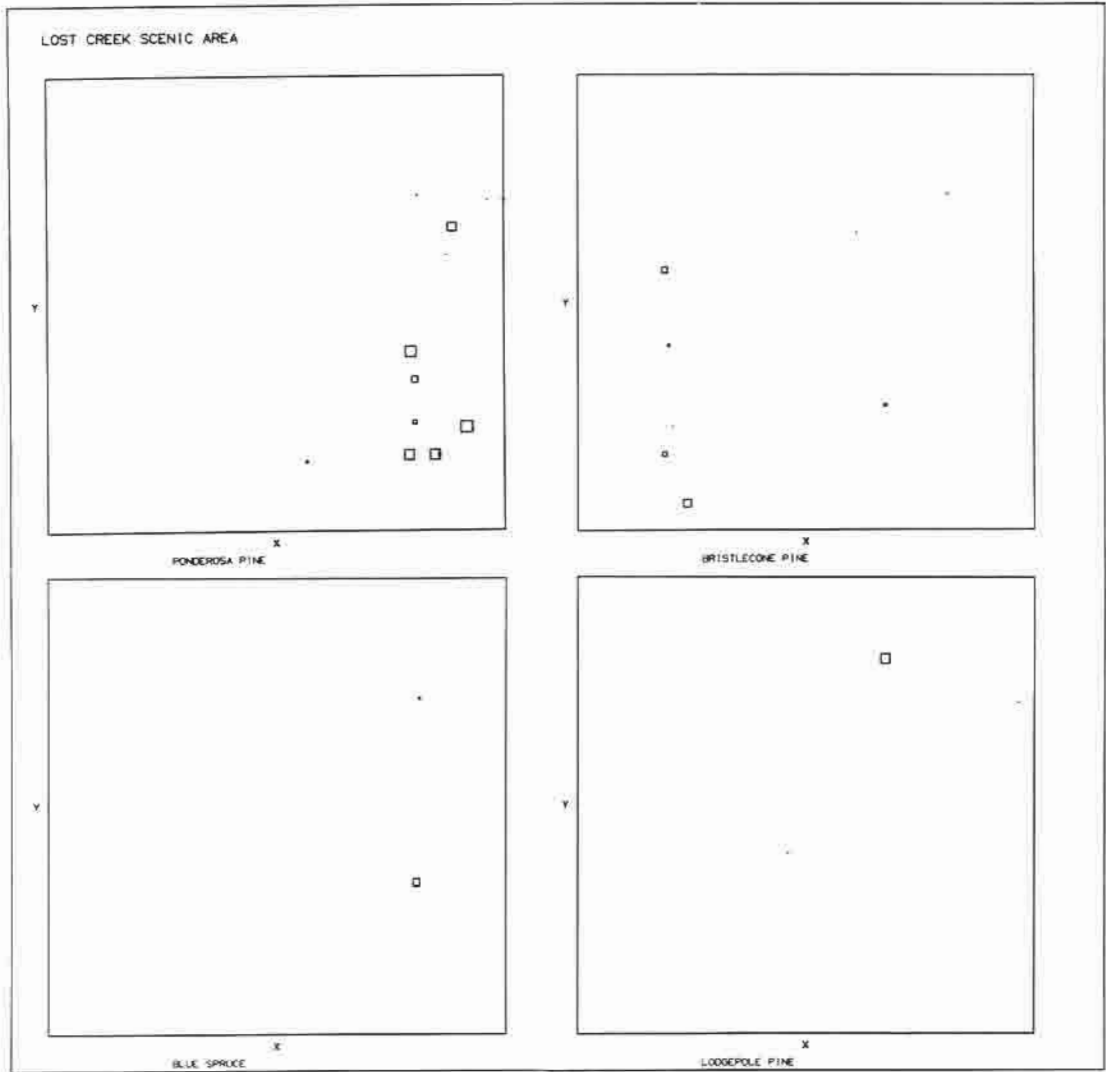 LOST CREEK SCENIC AREA
Y
X
PONDEROSA PINE
Y
X
BRISTLECONE PINE
Y
X
BLUE SPRUCE
Y
X
LODGEPOLE PINE